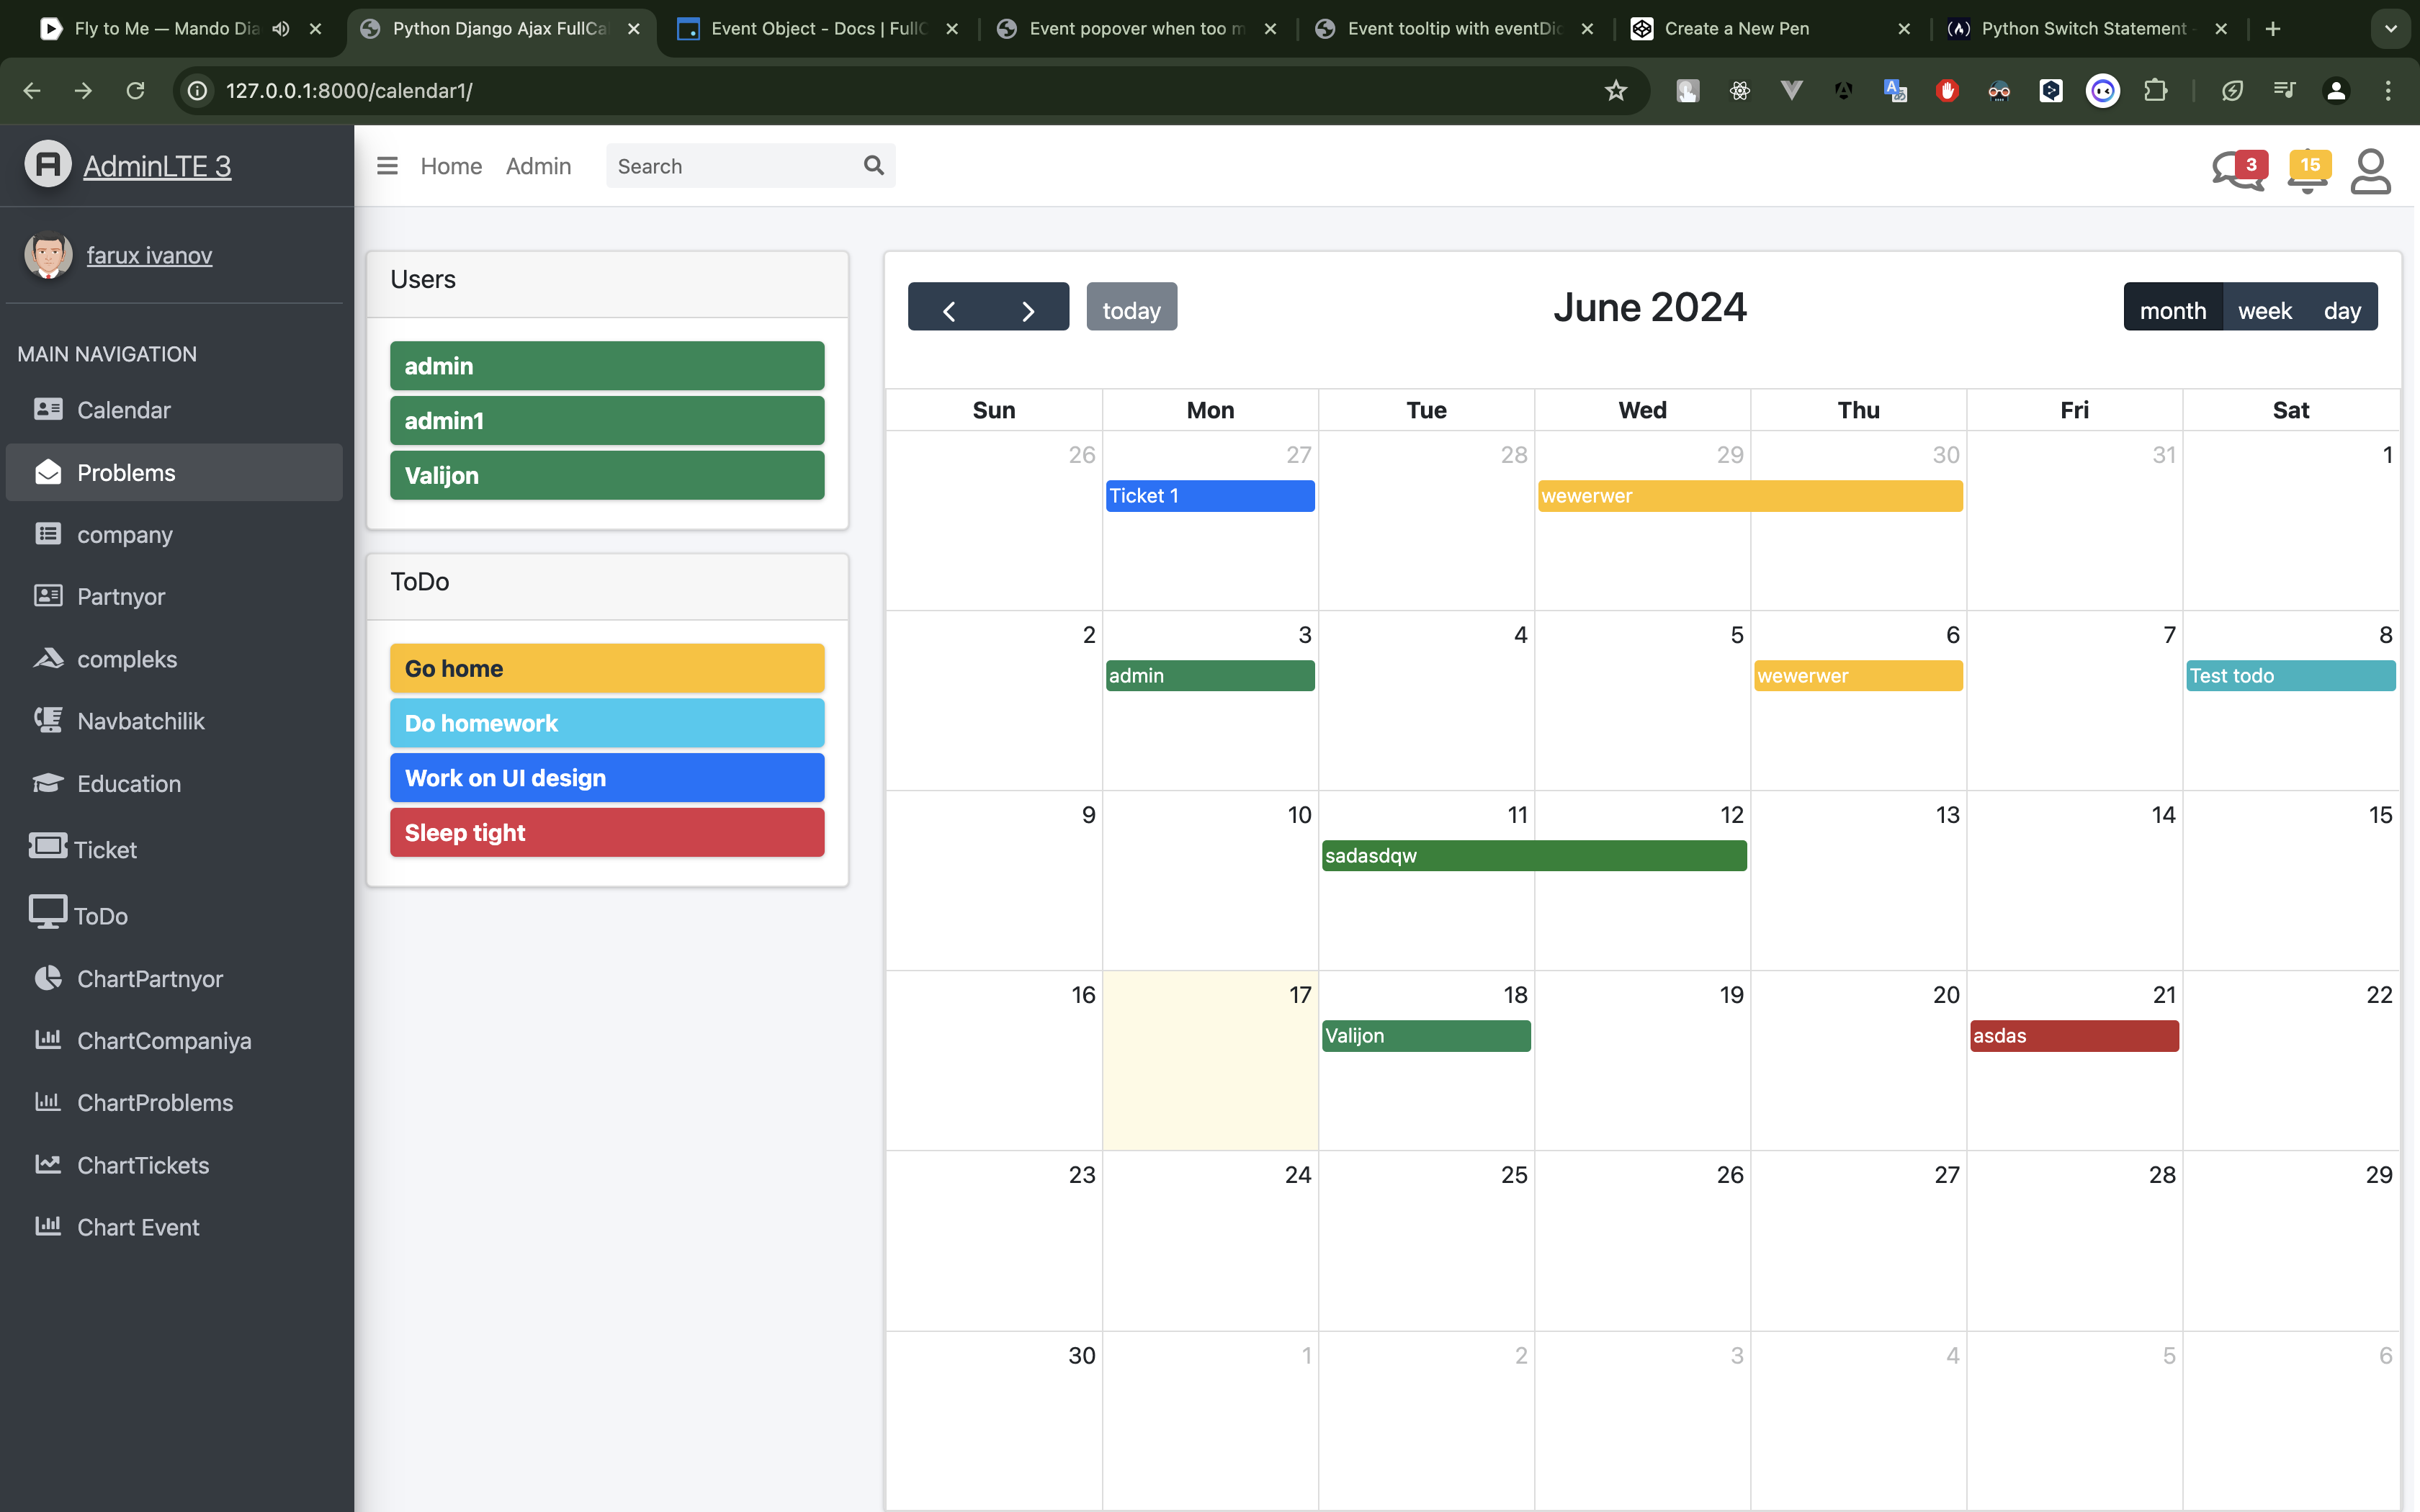 Fly to Me — Mando Dia
Python Django Ajax FullCal
Event Object - Docs | FullC
Event popover when too m
Event tooltip with eventDid
Create a New Pen
Python Switch Statement -
127.0.0.1:8000/calendar1/
AdminLTE 3
Home
Admin
Search
3
15
farux ivanov
MAIN NAVIGATION
Calendar
Problems
company
Partnyor
compleks
Navbatchilik
Education
Ticket
ToDo
ChartPartnyor
ChartCompaniya
ChartProblems
ChartTickets
Chart Event
Users
admin
admin1
Valijon
ToDo
Go home
Do homework
Work on UI design
Sleep tight
today
June 2024
month week day
Sun Mon Tue Wed Thu Fri Sat
26 27 28 29 30 31 1
Ticket 1 wewerwer
2 3 4 5 6 7 8
admin wewerwer Test todo
9 10 11 12 13 14 15
sadasdqw
16 17 18 19 20 21 22
Valijon asdas
23 24 25 26 27 28 29
30 1 2 3 4 5 6